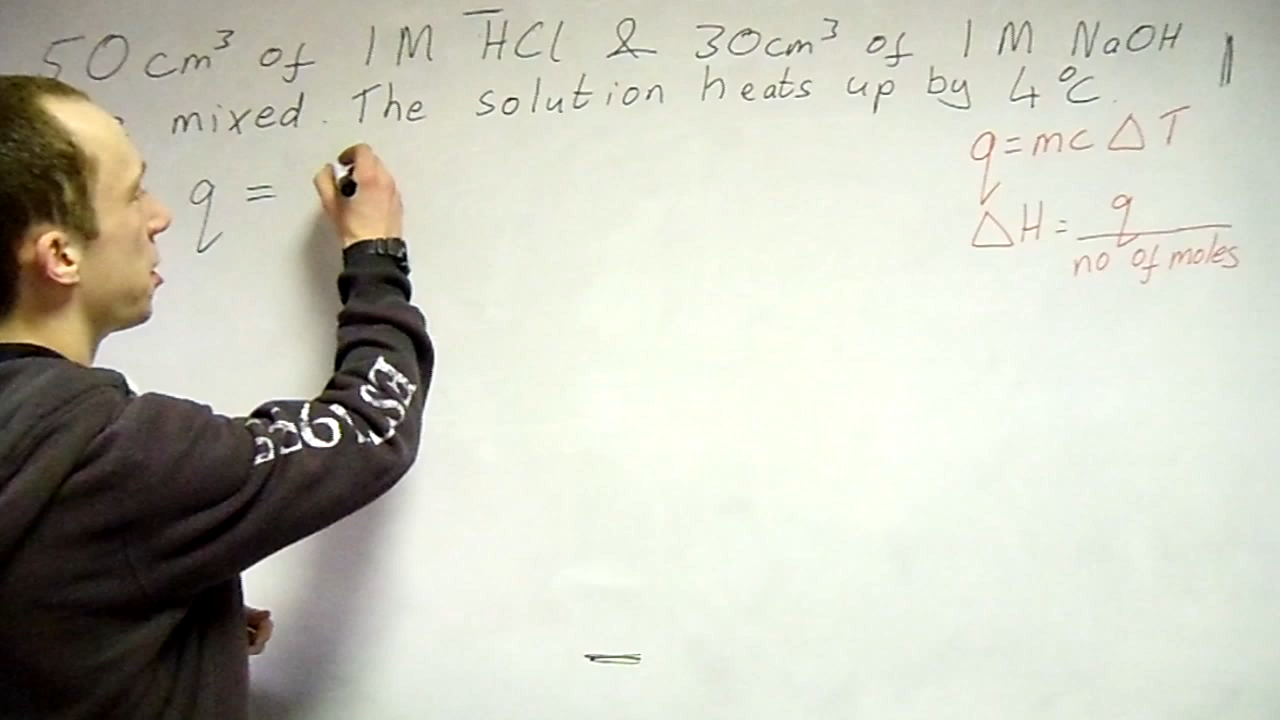 50cm³ of 1M HCl & 30cm³ of 1M NaOH
mixed. The solution heats up by 4°C.
q = mc Δ T
q =
ΔH = q
no of moles